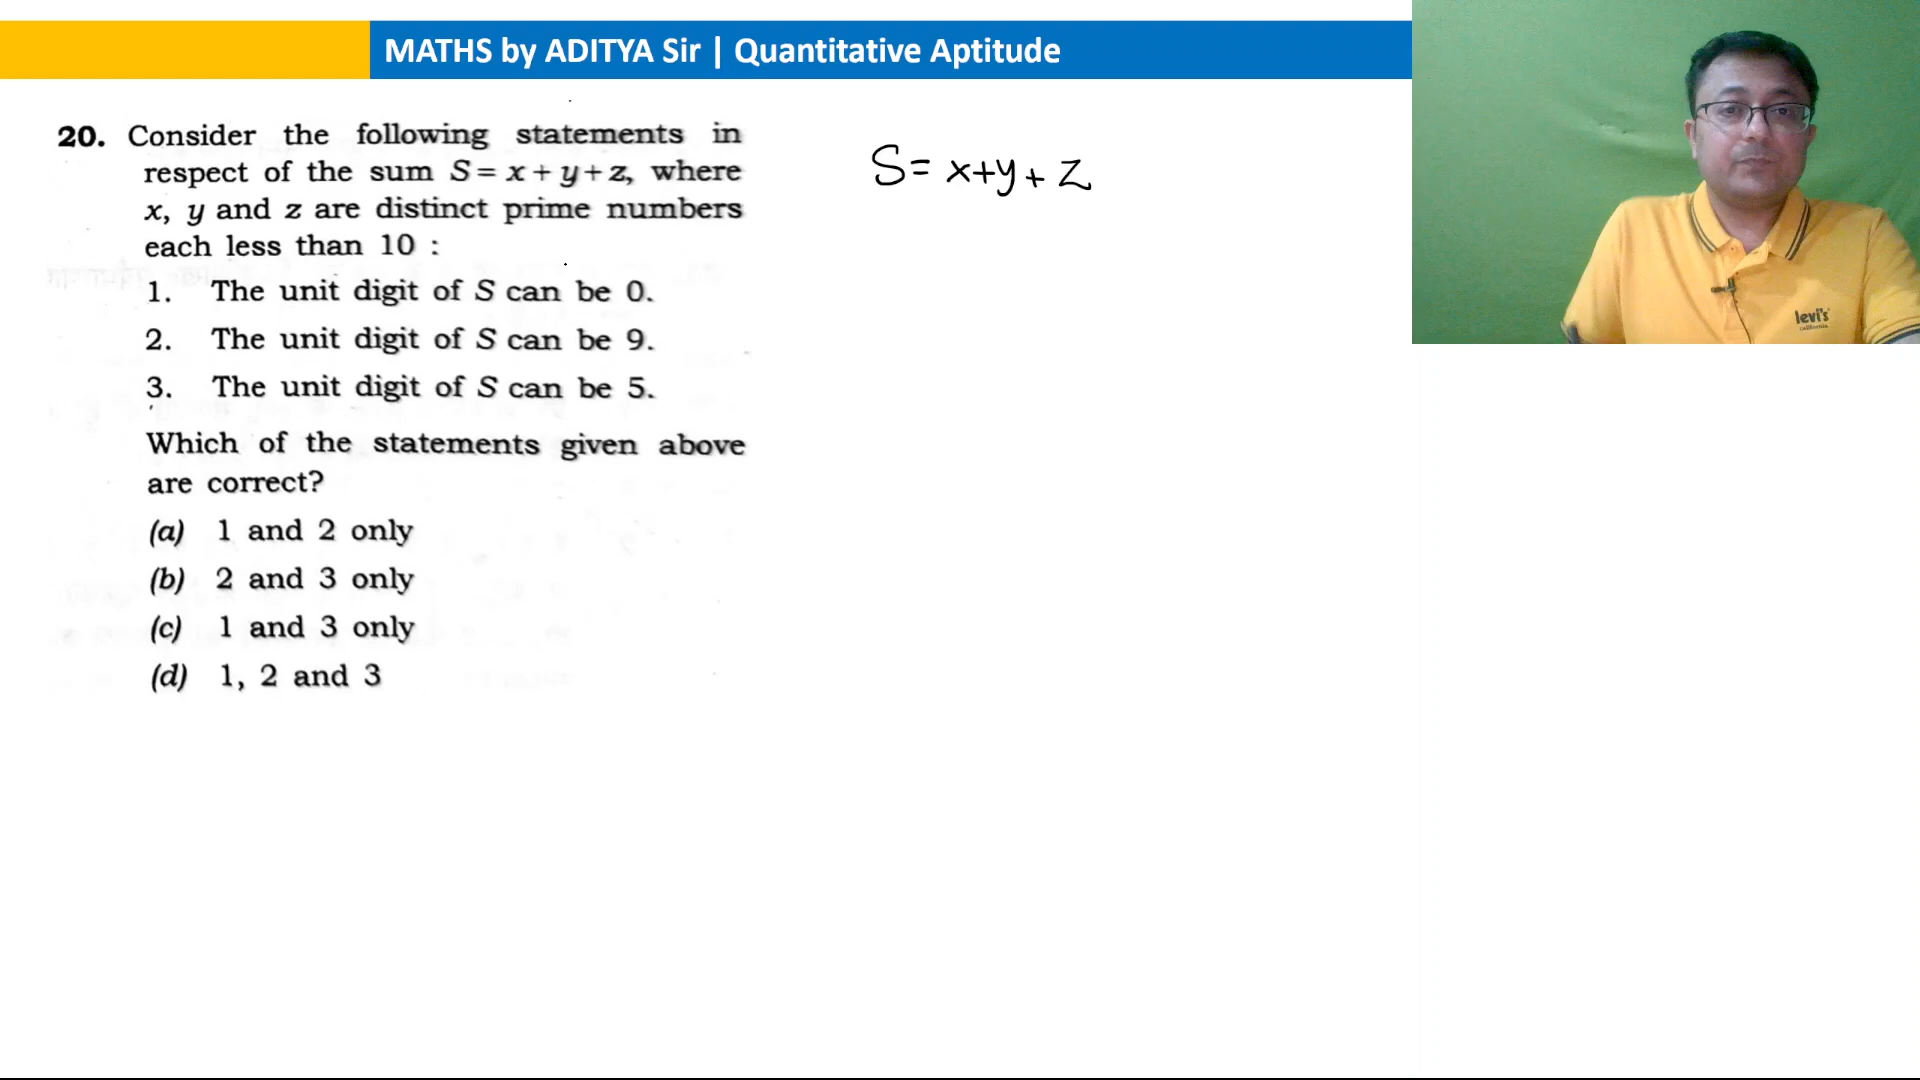 MATHS by ADITYA Sir | Quantitative Aptitude
20. Consider the following statements in
respect of the sum S = x + y + z, where
x, y and z are distinct prime numbers
each less than 10 :
1. The unit digit of S can be 0.
2. The unit digit of S can be 9.
3. The unit digit of S can be 5.
Which of the statements given above
are correct?
(a) 1 and 2 only
(b) 2 and 3 only
(c) 1 and 3 only
(d) 1, 2 and 3
S= x+y+z
levi's
california